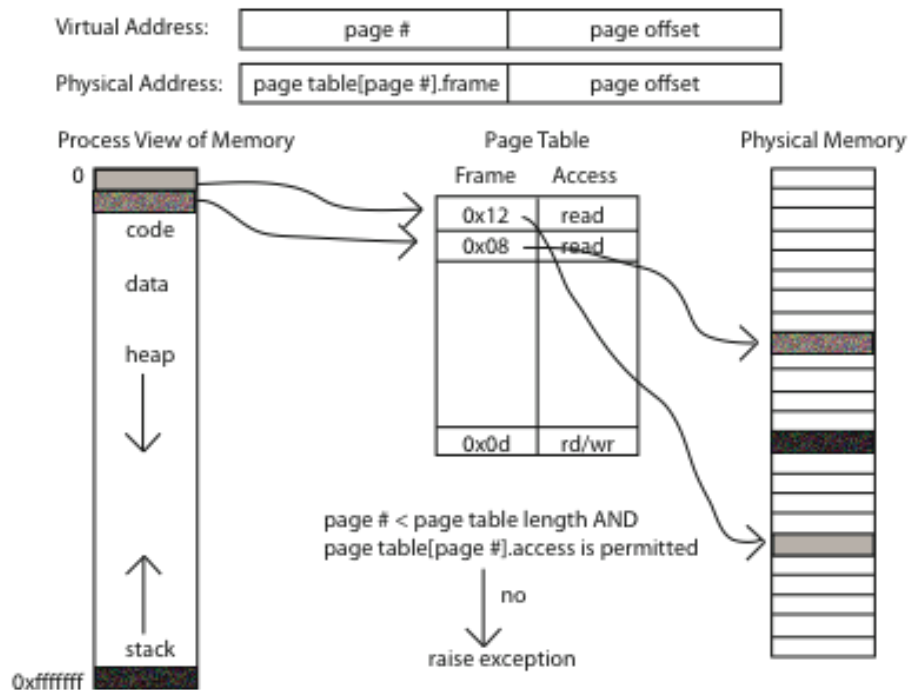 Virtual Address: page # page offset
Physical Address: page table[page #].frame page offset
Process View of Memory Page Table Physical Memory
0 Frame Access
0x12 read
code 0x08 read
data
heap
0x0d rd/wr
page # < page table length AND
page table[page #].access is permitted
no
stack
raise exception
0xffffffff